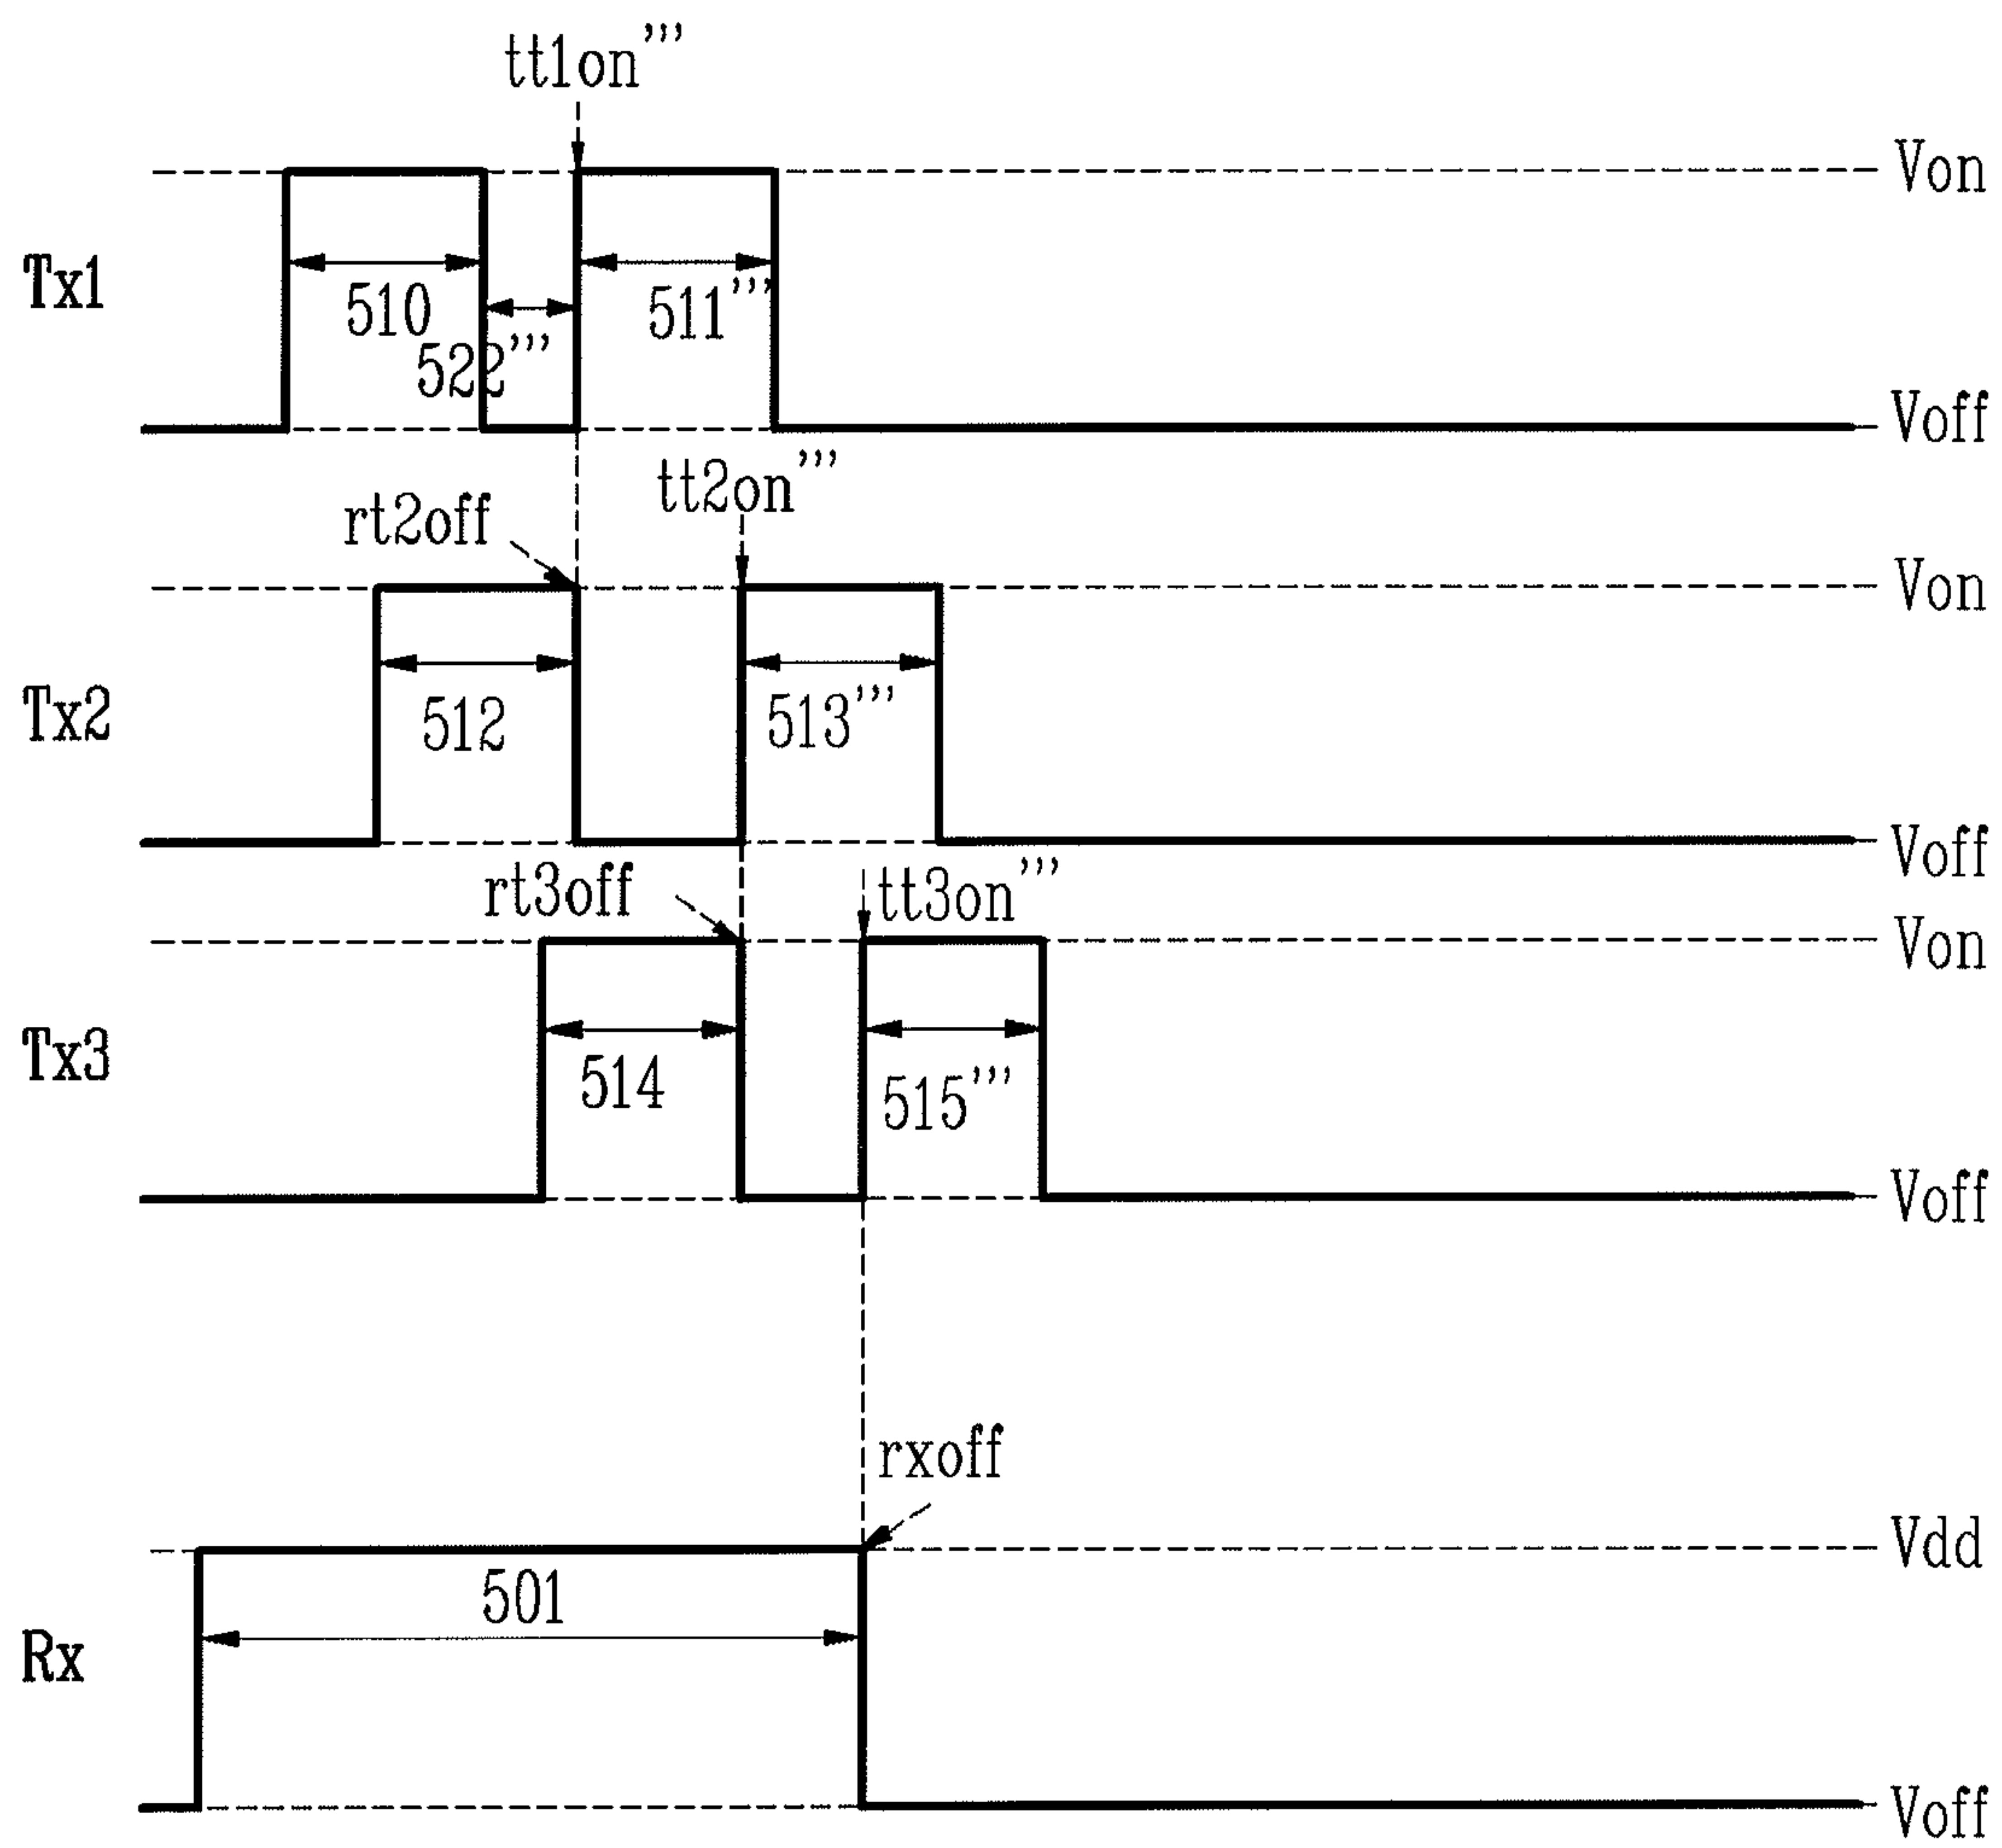 tt1on'''
Von
Tx1
510
511'''
522'''
Voff
tt2on'''
rt2off
Von
Tx2
512
513'''
Voff
rt3off
tt3on'''
Von
Tx3
514
515'''
Voff
rxoff
Vdd
501
Rx
Voff